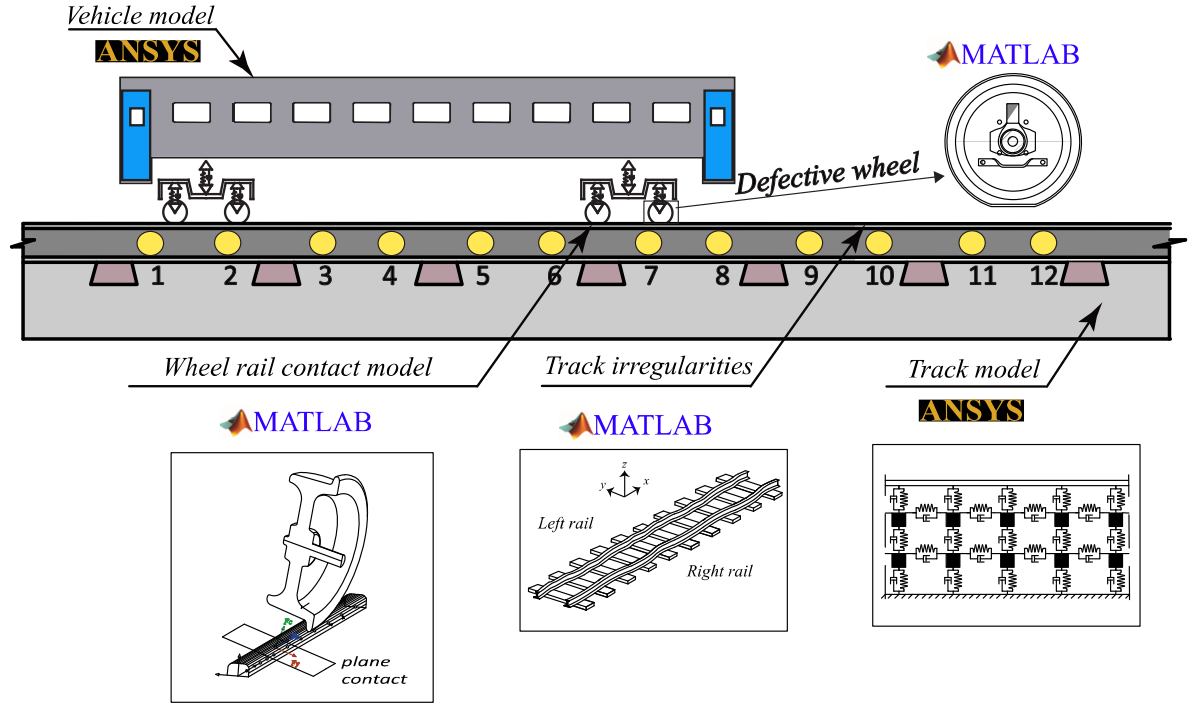 Vehicle model
ANSYS
MATLAB
Defective wheel
1 2 3 4 5 6 7 8 9 10 11 12
Wheel rail contact model
Track irregularities
Track model
MATLAB
MATLAB
ANSYS
z
y
x
Left rail
Right rail
Fy
plane
contact